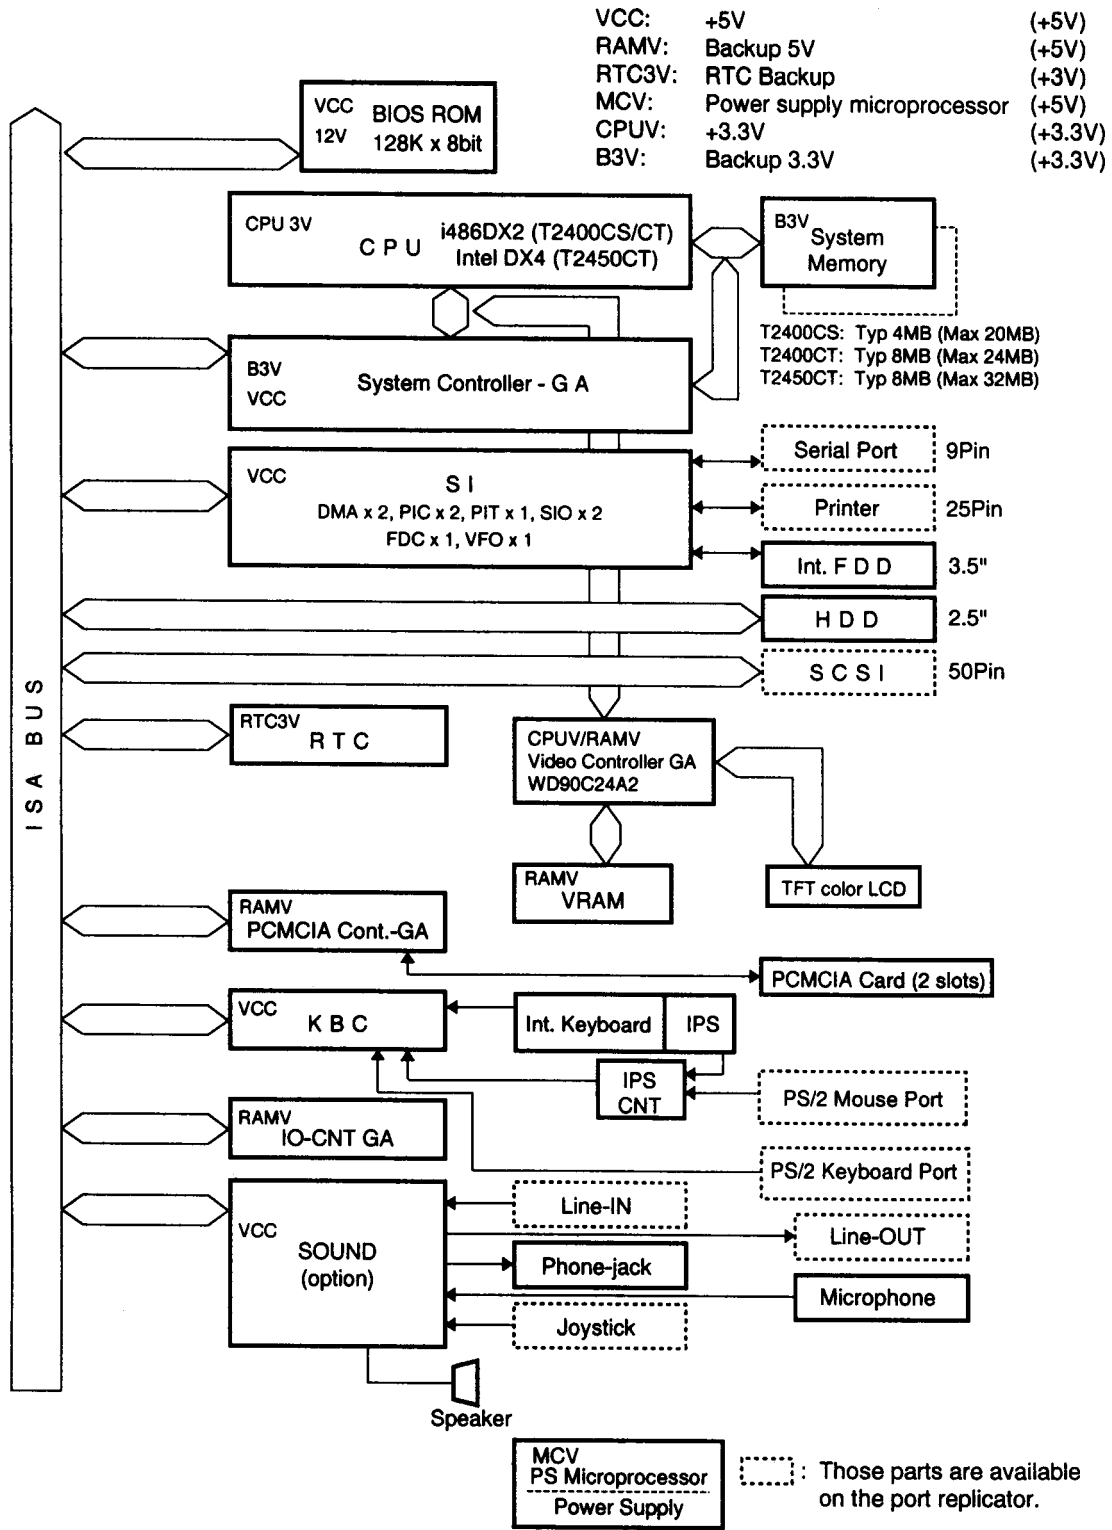 VCC: +5V (+5V)
RAMV: Backup 5V (+5V)
RTC3V: RTC Backup (+3V)
MCV: Power supply microprocessor (+5V)
CPUV: +3.3V (+3.3V)
B3V: Backup 3.3V (+3.3V)
VCC BIOS ROM
12V 128K x 8bit
CPU 3V
C P U
i486DX2 (T2400CS/CT)
Intel DX4 (T2450CT)
B3V
System
Memory
T2400CS: Typ 4MB (Max 20MB)
T2400CT: Typ 8MB (Max 24MB)
T2450CT: Typ 8MB (Max 32MB)
B3V
VCC
System Controller - G A
VCC
S I
DMA x 2, PIC x 2, PIT x 1, SIO x 2
FDC x 1, VFO x 1
Serial Port 9Pin
Printer 25Pin
Int. F D D 3.5"
H D D 2.5"
S C S I 50Pin
ISA BUS
RTC3V
R T C
CPUV/RAMV
Video Controller GA
WD90C24A2
RAMV
VRAM
TFT color LCD
RAMV
PCMCIA Cont.-GA
PCMCIA Card (2 slots)
VCC
K B C
Int. Keyboard IPS
IPS
CNT
PS/2 Mouse Port
RAMV
IO-CNT GA
PS/2 Keyboard Port
VCC
SOUND
(option)
Line-IN
Line-OUT
Phone-jack
Microphone
Joystick
Speaker
MCV
PS Microprocessor
Power Supply
: Those parts are available
on the port replicator.